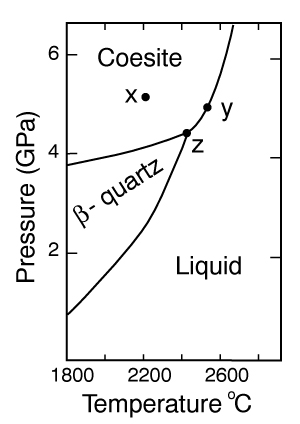 6
Coesite
x
y
4
z
β- quartz
2
Liquid
Pressure (GPa)
1800 2200 2600
Temperature °C